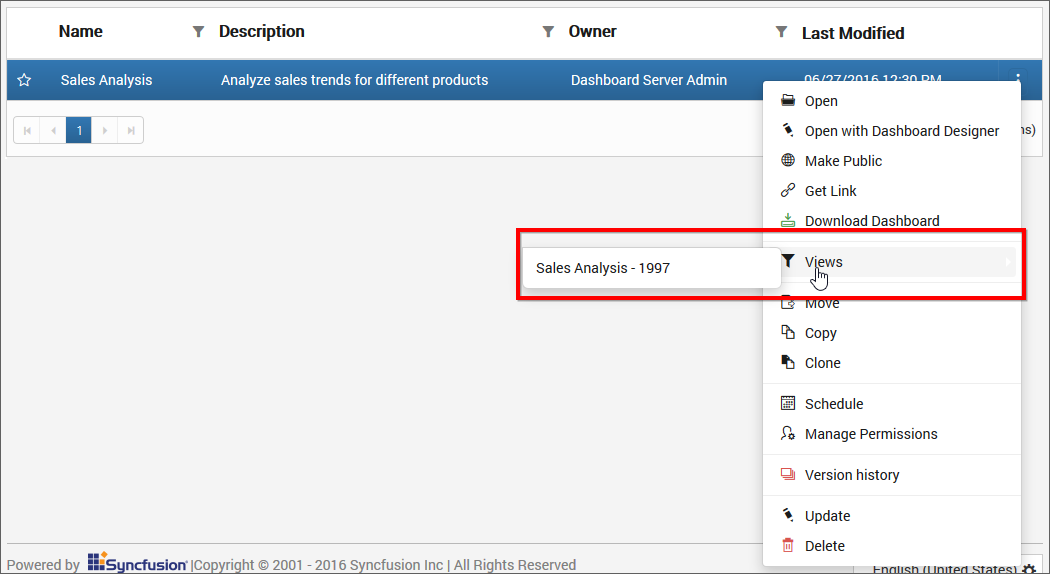 Name Description Owner Last Modified
Sales Analysis Analyze sales trends for different products Dashboard Server Admin 06/27/2016 12:30 PM
1
ns)
Open
Open with Dashboard Designer
Make Public
Get Link
Download Dashboard
Sales Analysis - 1997
Views
Move
Copy
Clone
Schedule
Manage Permissions
Version history
Update
Delete
Powered by Syncfusion |Copyright © 2001 - 2016 Syncfusion Inc | All Rights Reserved
English (United States)